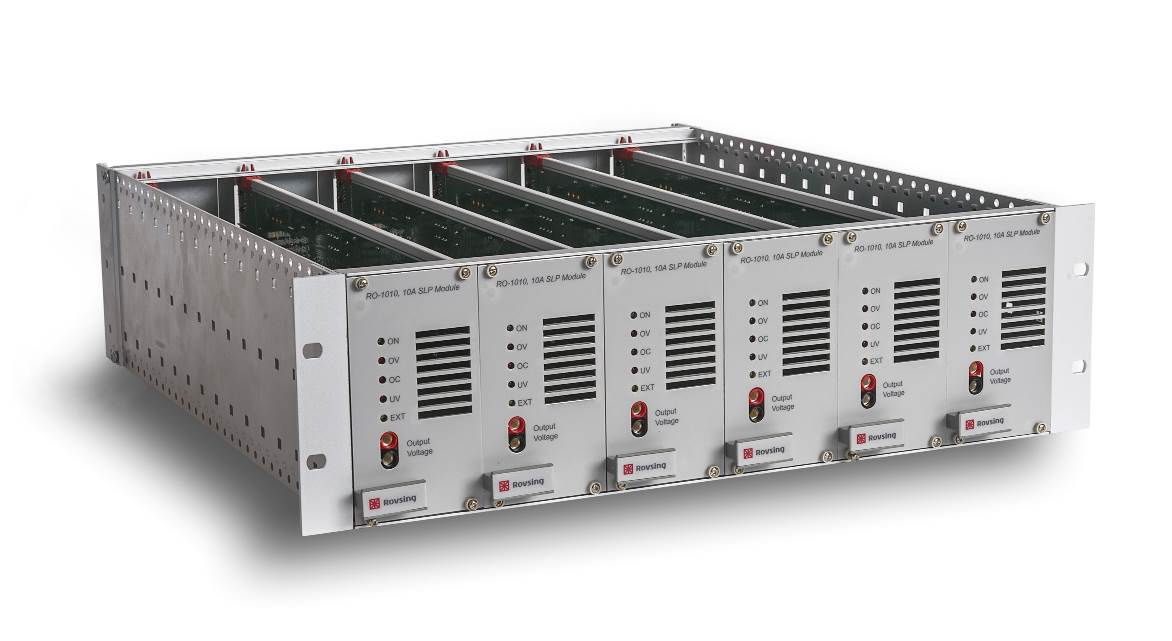 RO-1010, 10A SLP Module
ON
OV
OC
UV
EXT
Output
Voltage
Rovsing
RO-1010, 10A SLP Module
ON
OV
OC
UV
EXT
Output
Voltage
Rovsing
RO-1010, 10A SLP Module
ON
OV
OC
UV
EXT
Output
Voltage
Rovsing
RO-1010, 10A SLP Module
ON
OV
OC
UV
EXT
Output
Voltage
Rovsing
RO-1010, 10A SLP Module
ON
OV
OC
UV
EXT
Output
Voltage
Rovsing
RO-1010, 10A SLP Module
ON
OV
OC
UV
EXT
Output
Voltage
Rovsing